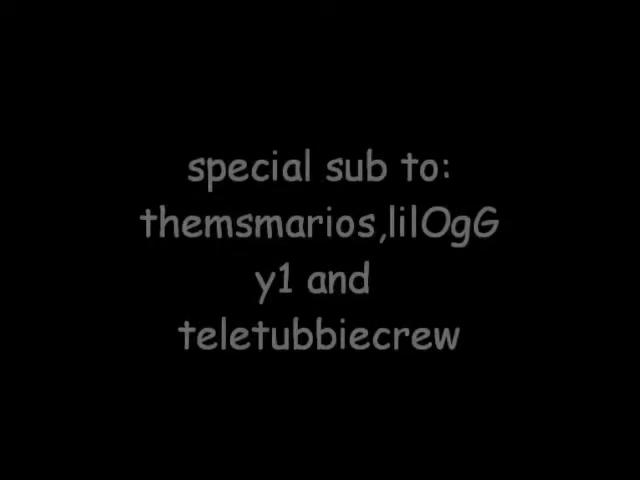 special sub to:
themsmarios,lilOgG
y1 and
teletubbiecrew